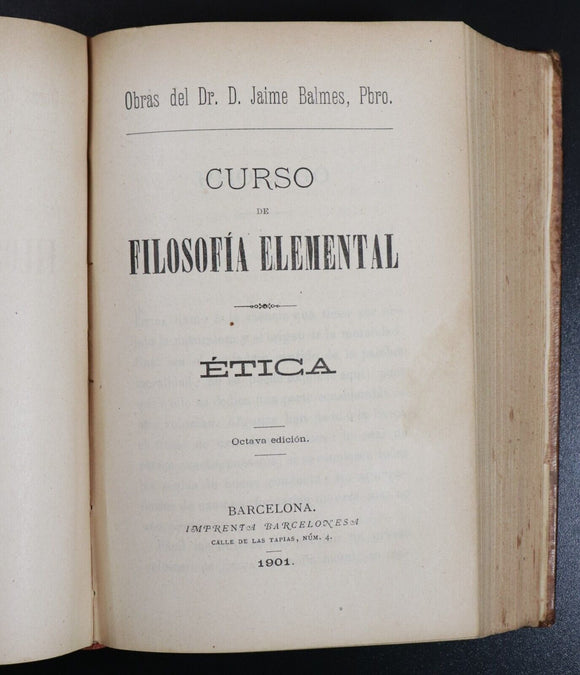 Obras del Dr. D. Jaime Balmes, Pbro.
CURSO
DE
FILOSOFÍA ELEMENTAL
ÉTICA
Octava edición.
BARCELONA.
IMPRENTA BARCELONESA
CALLE DE LAS TAPIAS, NÚM. 4.
1901.